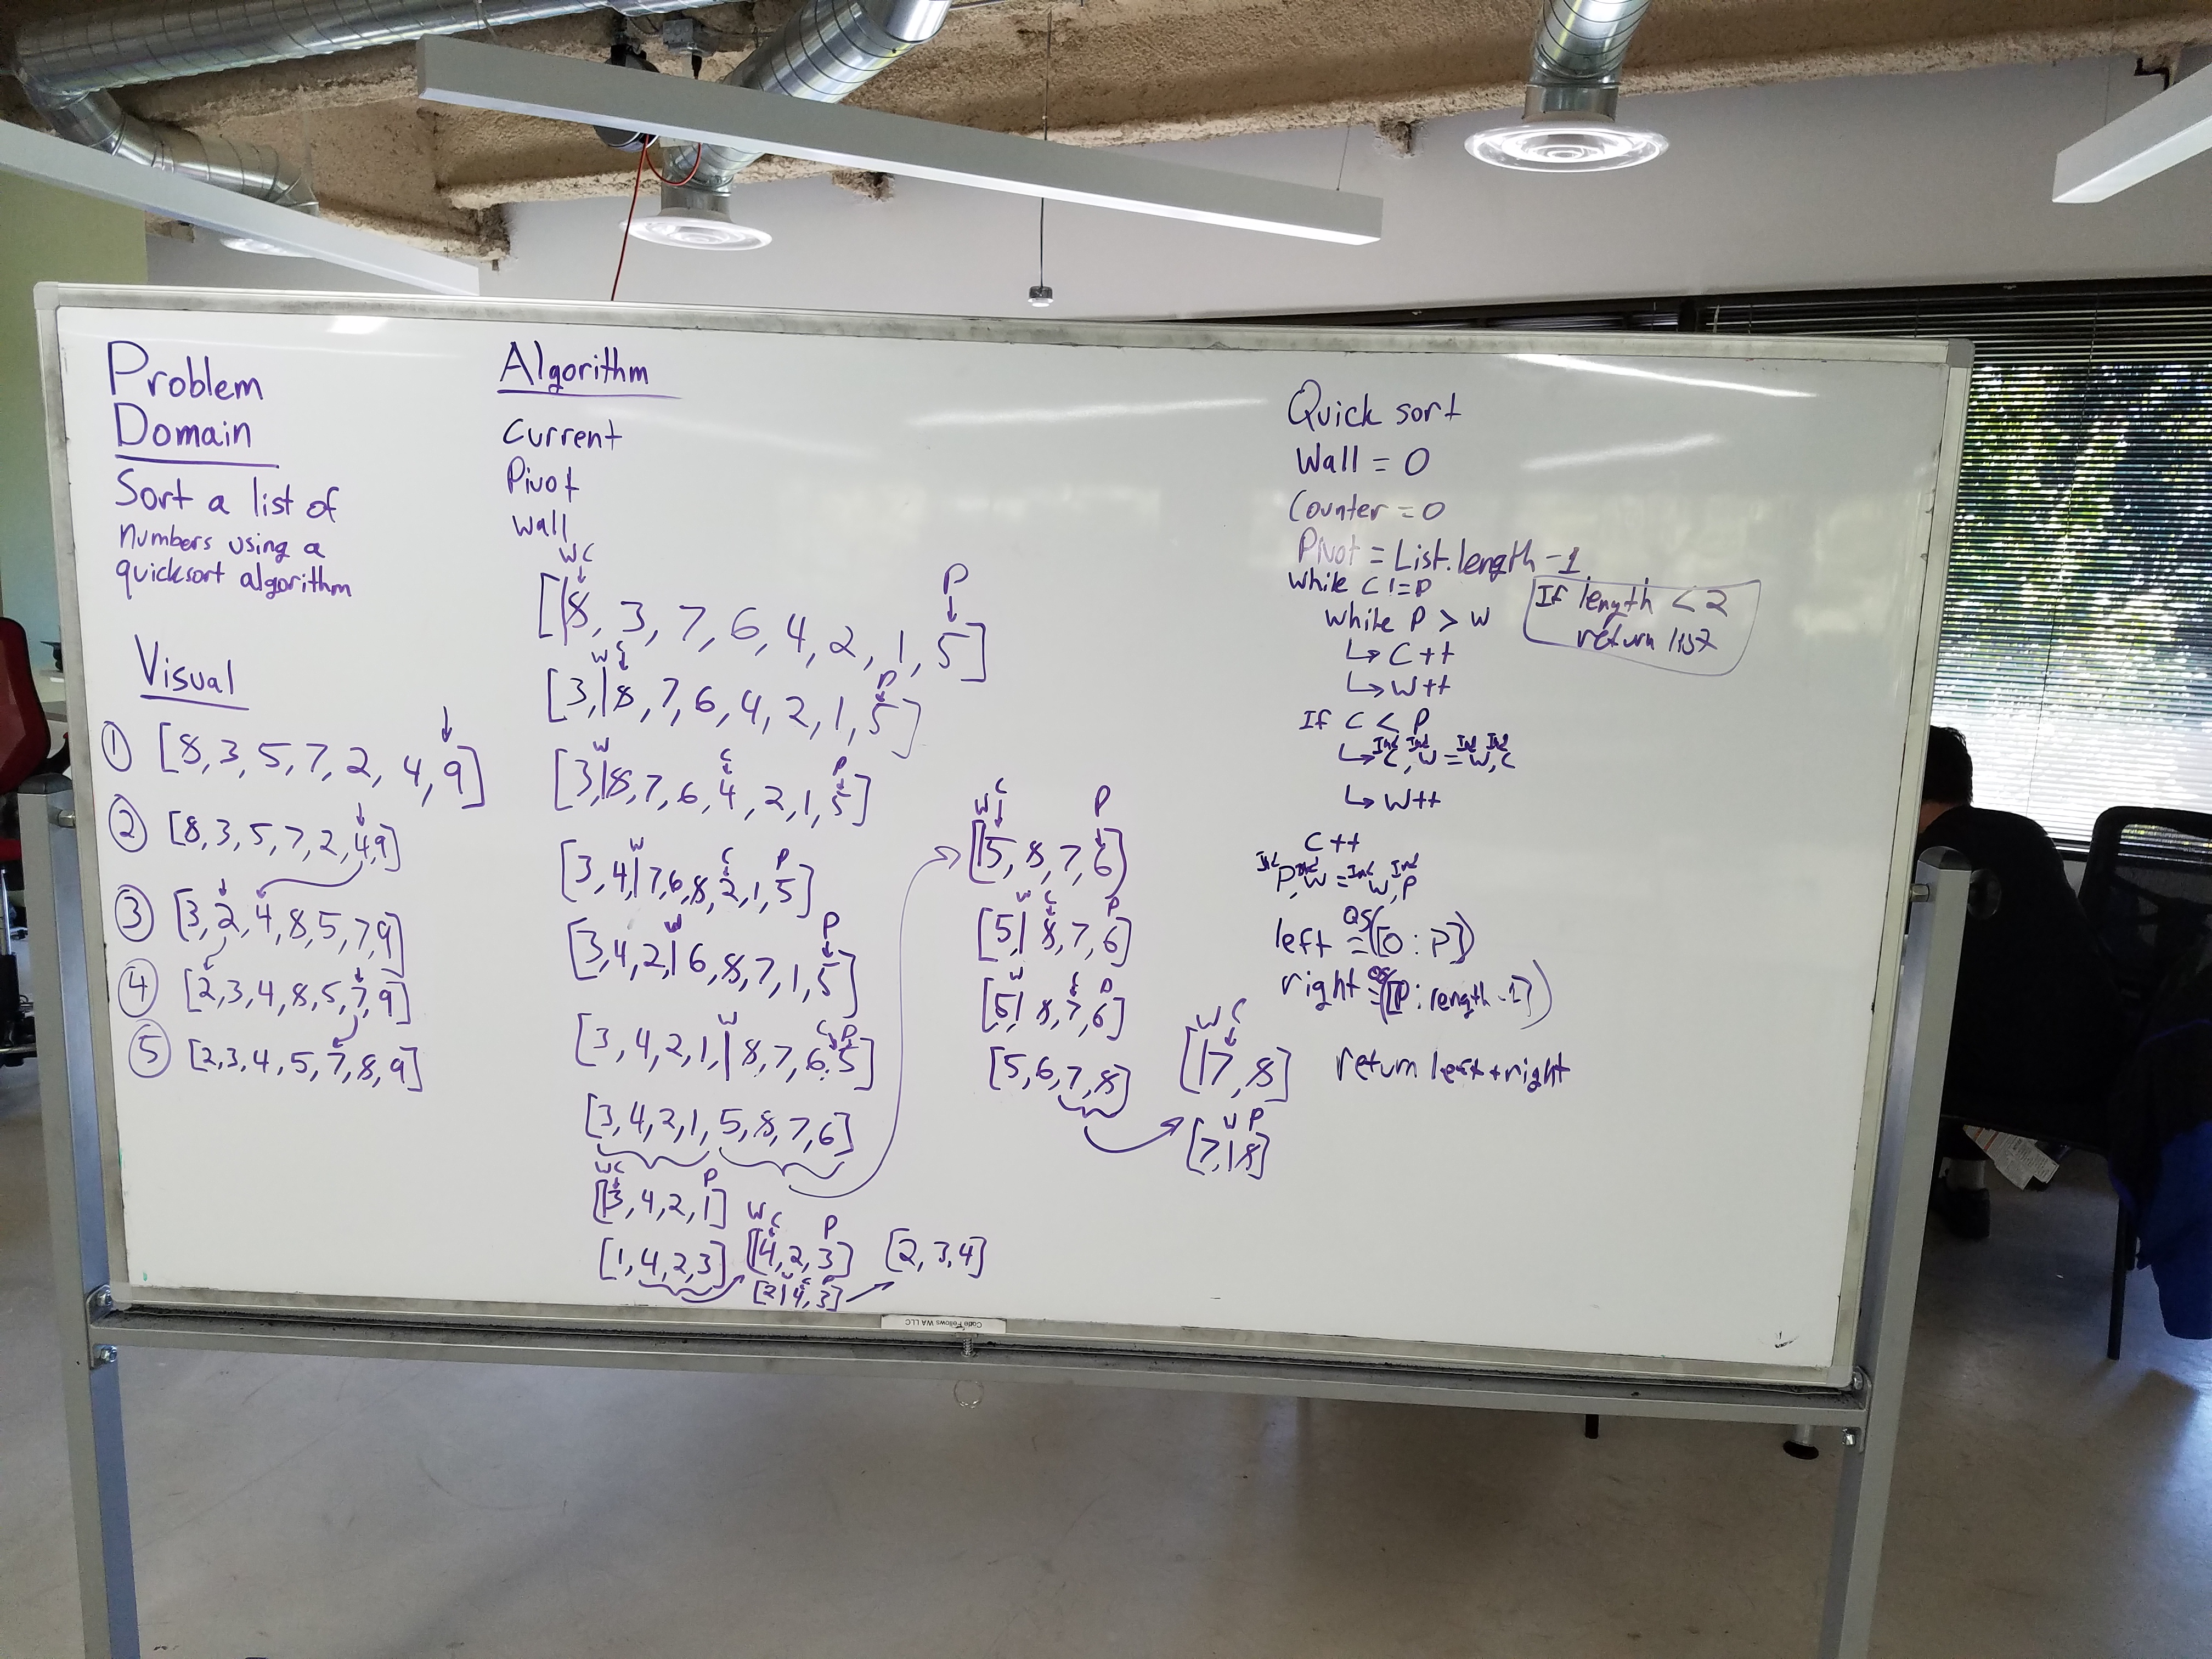 Problem
Domain
Sort a list of
numbers using a
quicksort algorithm
Visual
① [8, 3, 5, 7, 2, 4, 9]
② [8, 3, 5, 7, 2, 4, 9]
③ [3, 2, 4, 8, 5, 7, 9]
④ [2, 3, 4, 8, 5, 7, 9]
⑤ [2, 3, 4, 5, 7, 8, 9]
Algorithm
Current
Pivot
Wall
W C P
[|8, 3, 7, 6, 4, 2, 1, 5]
W C P
[3,|8, 7, 6, 4, 2, 1, 5]
W C P
[3,|8, 7, 6, 4, 2, 1, 5]
W C P
[3, 4,|7, 6, 8, 2, 1, 5]
W P
[3, 4, 2,|6, 8, 7, 1, 5]
W C P
[3, 4, 2, 1,|8, 7, 6, 5]
[3, 4, 2, 1, 5, 8, 7, 6]
W C P
[|3, 4, 2, 1]
[1, 4, 2, 3]
W C P
[|4, 2, 3]
W C P
[2|4, 3]
[2, 3, 4]
W C P
[|5, 8, 7, 6]
W C P
[5,|8, 7, 6]
W C P
[5,|8, 7, 6]
[5, 6, 7, 8]
W C
[|7, 8]
W P
[7,|8]
Quick sort
Wall = 0
Counter = 0
Pivot = List.length -1
while C != P
while P > W
↳ C++
↳ W++
If C < P
Ind Ind Ind Ind
↳ C, W = W, C
↳ W++
C++
Ind Ind Ind Ind
P, W = W, P
left = QS([0 : P])
right = QS([P : length -1])
return left + right
If length < 2
return list
Code Fellows WA LLC